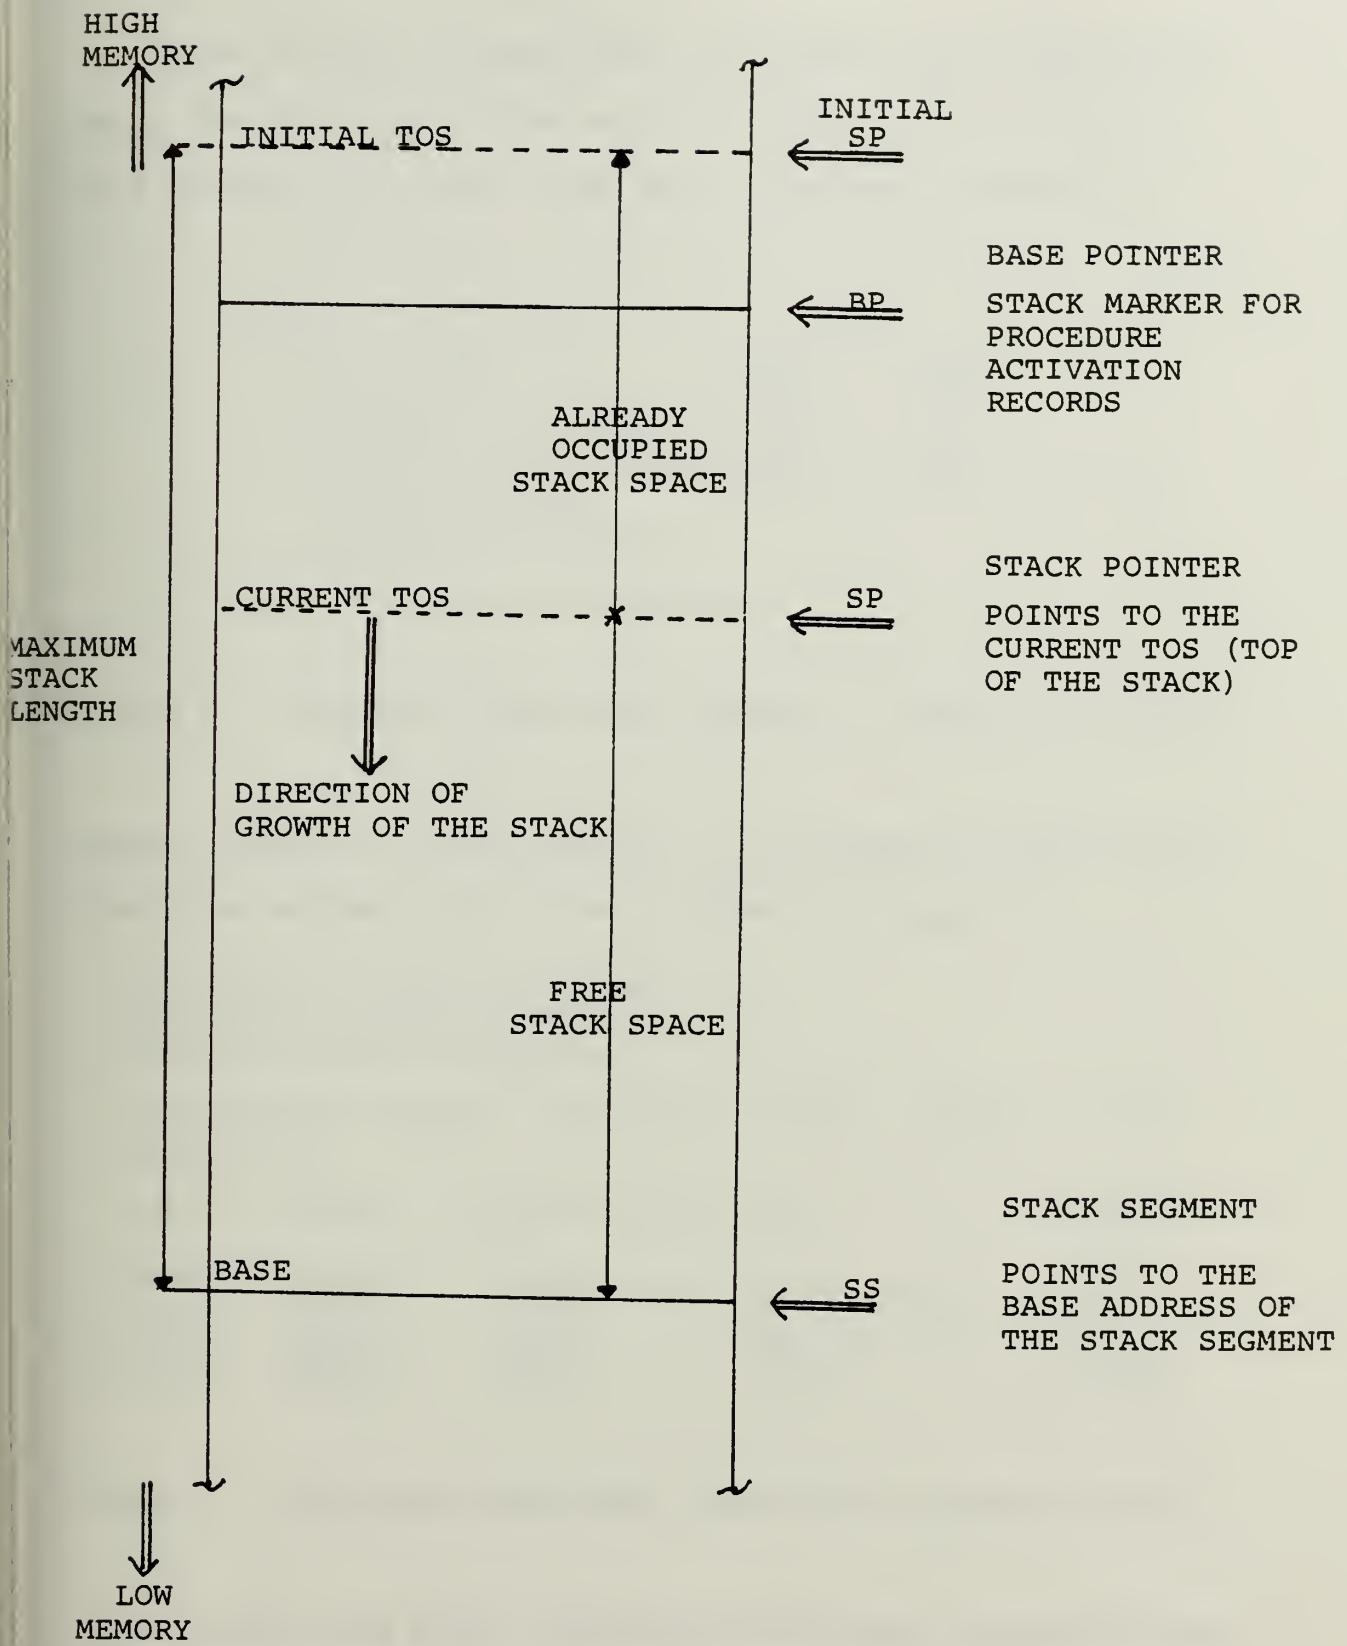 HIGH
MEMORY
INITIAL TOS
INITIAL
SP
BASE POINTER
BP
STACK MARKER FOR
PROCEDURE
ACTIVATION
RECORDS
ALREADY
OCCUPIED
STACK SPACE
CURRENT TOS
SP
STACK POINTER
POINTS TO THE
CURRENT TOS (TOP
OF THE STACK)
MAXIMUM
STACK
LENGTH
DIRECTION OF
GROWTH OF THE STACK
FREE
STACK SPACE
BASE
SS
STACK SEGMENT
POINTS TO THE
BASE ADDRESS OF
THE STACK SEGMENT
LOW
MEMORY